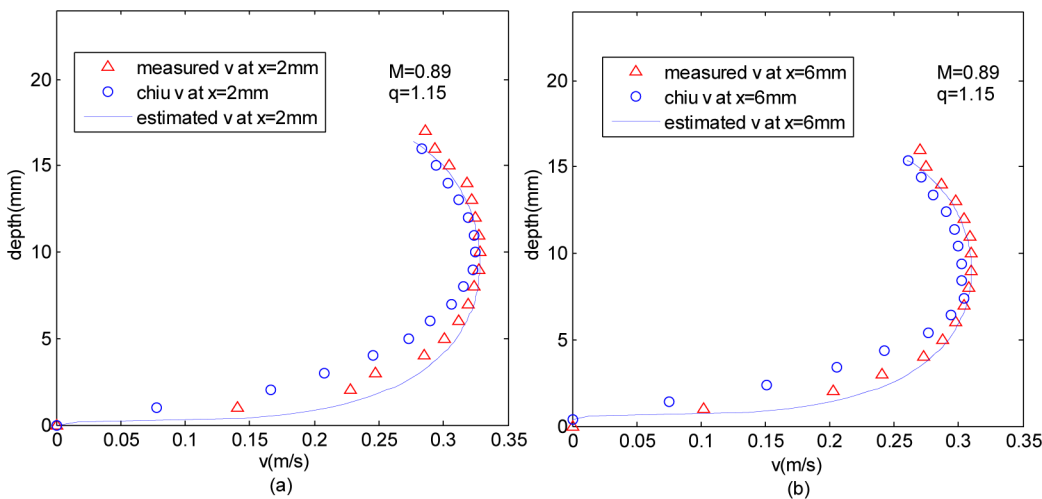 measured v at x=2mm
chiu v at x=2mm
estimated v at x=2mm
M=0.89
q=1.15
depth(mm)
20
15
10
5
0
0 0.05 0.1 0.15 0.2 0.25 0.3 0.35
v(m/s)
(a)
measured v at x=6mm
chiu v at x=6mm
estimated v at x=6mm
M=0.89
q=1.15
depth(mm)
20
15
10
5
0
0 0.05 0.1 0.15 0.2 0.25 0.3 0.35
v(m/s)
(b)